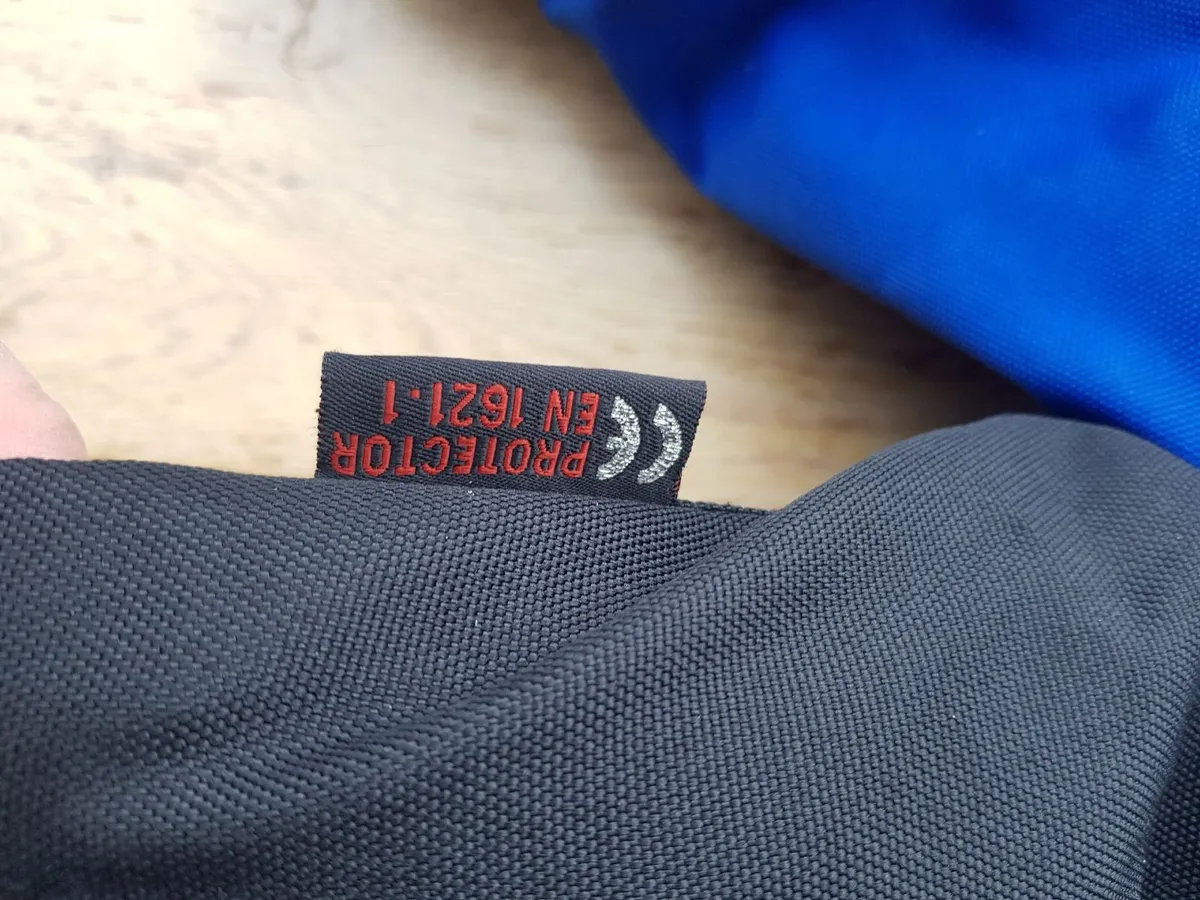 CE PROTECTOR
EN 1621-1